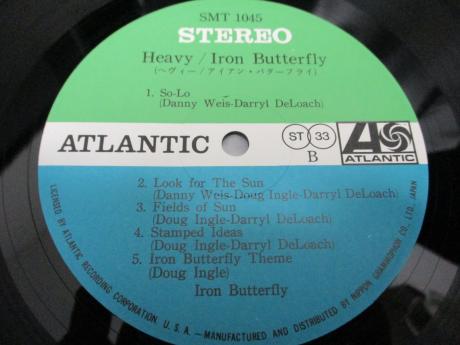 SMT 1045
STEREO
Heavy / Iron Butterfly
(ヘヴィー/アイアン・バタフライ)
1. So-Lo
(Danny Weis-Darryl DeLoach)
ATLANTIC
ST 33
B
ATLANTIC
2. Look for The Sun
(Danny Weis-Doug Ingle-Darryl DeLoach)
3. Fields of Sun
(Doug Ingle-Darryl DeLoach)
4. Stamped Ideas
(Doug Ingle-Darryl DeLoach)
5. Iron Butterfly Theme
(Doug Ingle)
Iron Butterfly
LICENSED BY ATLANTIC RECORDING CORPORATION, U.S.A.-MANUFACTURED AND DISTRIBUTED BY NIPPON GRAMMOPHON CO., LTD. JAPAN